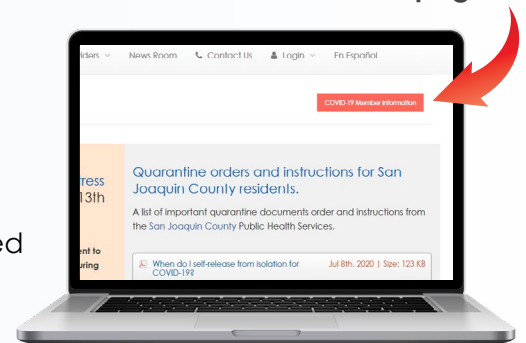 News Room Contact Us Login En Español
COVID-19 Member Information
Quarantine orders and instructions for San
Joaquin County residents.
A list of important quarantine documents order and instructions from
the San Joaquin County Public Health Services.
When do I self-release from isolation for
COVID-19?
Jul 8th. 2020 | Size: 123 KB
13th
ed